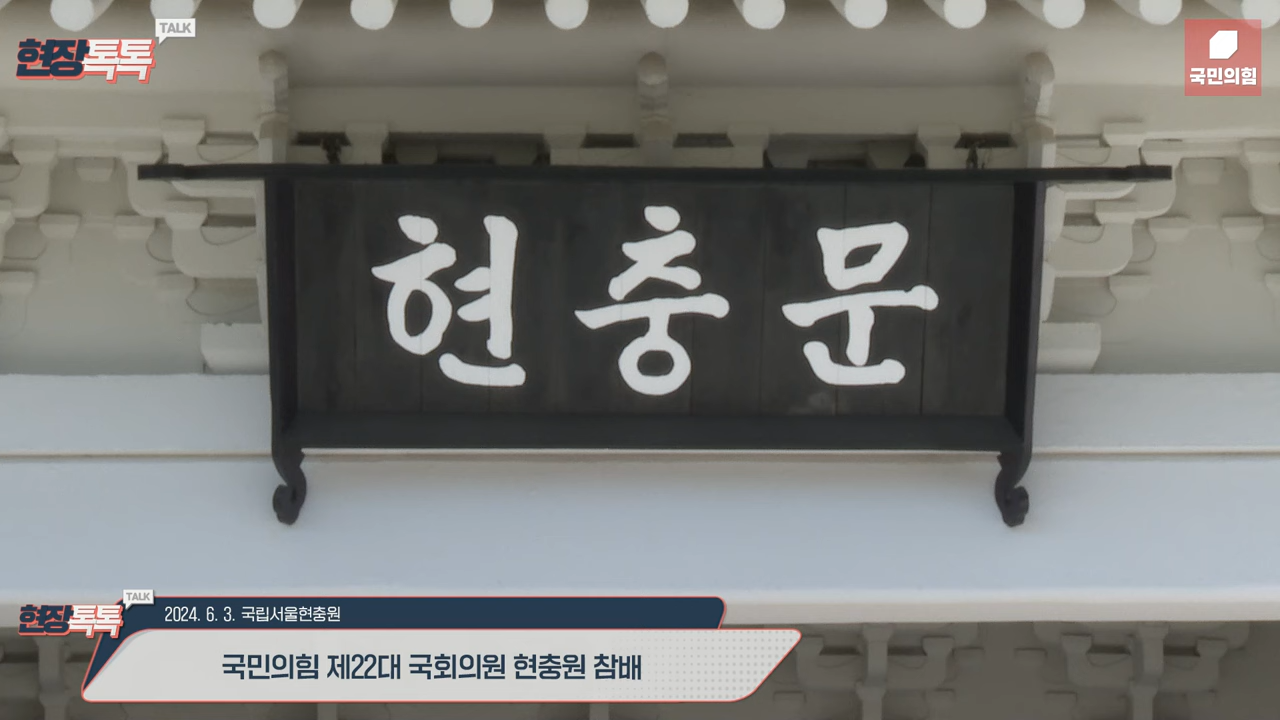 TALK
현장톡톡
국민의힘
현충문
TALK
현장톡톡
2024. 6. 3. 국립서울현충원
국민의힘 제22대 국회의원 현충원 참배